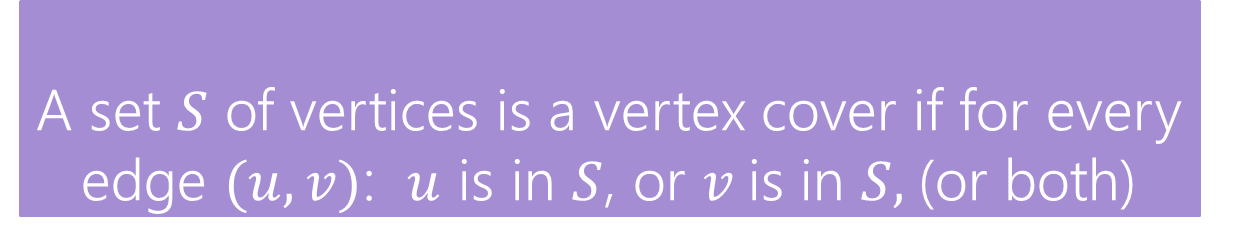 A set 𝑆 of vertices is a vertex cover if for every
edge (𝑢, 𝑣): 𝑢 is in 𝑆, or 𝑣 is in 𝑆, (or both)